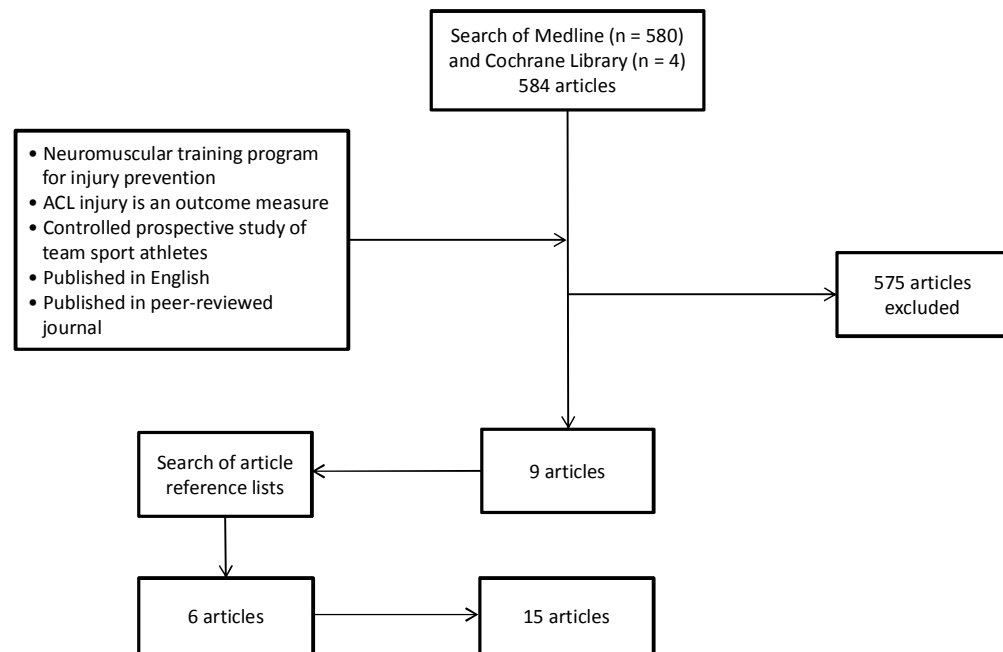 Search of Medline (n = 580)
and Cochrane Library (n = 4)
584 articles
• Neuromuscular training program
for injury prevention
• ACL injury is an outcome measure
• Controlled prospective study of
team sport athletes
• Published in English
• Published in peer-reviewed
journal
575 articles
excluded
9 articles
Search of article
reference lists
6 articles
15 articles